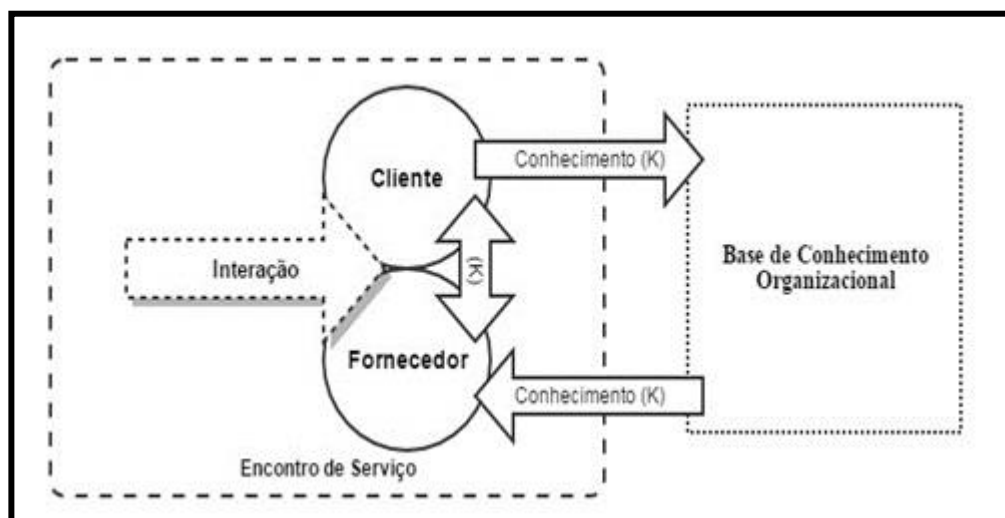 Cliente
Conhecimento (K)
Interação
(K)
Base de Conhecimento
Organizacional
Fornecedor
Conhecimento (K)
Encontro de Serviço